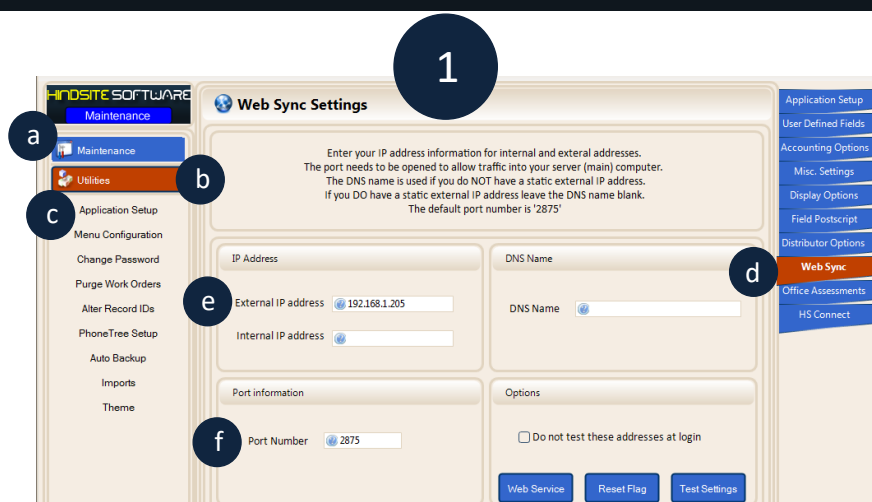 1
HINDSITE SOFTWARE
Maintenance
a
Maintenance
b
Utilities
c
Application Setup
Menu Configuration
Change Password
Purge Work Orders
Alter Record IDs
PhoneTree Setup
Auto Backup
Imports
Theme
Web Sync Settings
Enter your IP address information for internal and exteral addresses.
The port needs to be opened to allow traffic into your server (main) computer.
The DNS name is used if you do NOT have a static external IP address.
If you DO have a static external IP address leave the DNS name blank.
The default port number is '2875'
IP Address
e
External IP address 192.168.1.205
Internal IP address
DNS Name
DNS Name
Port information
f
Port Number 2875
Options
Do not test these addresses at login
Web Service Reset Flag Test Settings
Application Setup
User Defined Fields
Accounting Options
Misc. Settings
Display Options
Field Postscript
Distributor Options
d
Web Sync
Office Assessments
HS Connect